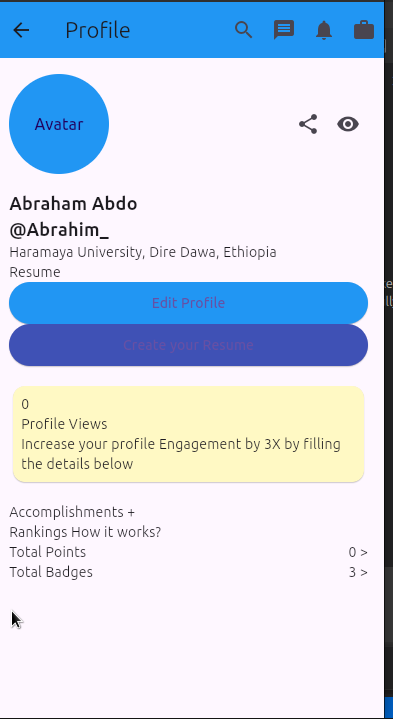 Profile
Avatar
Abraham Abdo
@Abrahim_
Haramaya University, Dire Dawa, Ethiopia
Resume
Edit Profile
Create your Resume
0
Profile Views
Increase your profile Engagement by 3X by filling
the details below
Accomplishments +
Rankings How it works?
Total Points 0 >
Total Badges 3 >